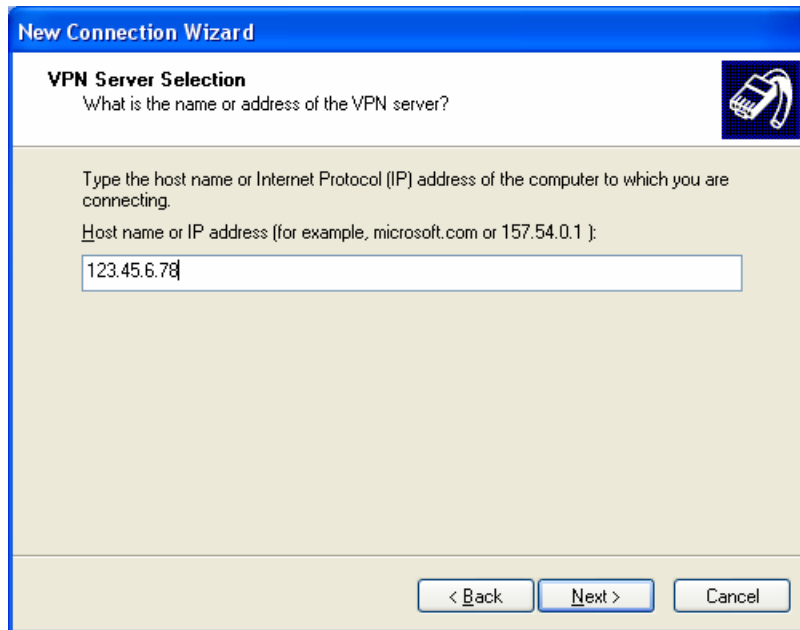 New Connection Wizard
VPN Server Selection
What is the name or address of the VPN server?
Type the host name or Internet Protocol (IP) address of the computer to which you are
connecting.
Host name or IP address (for example, microsoft.com or 157.54.0.1 ):
123.45.6.78
< Back Next > Cancel